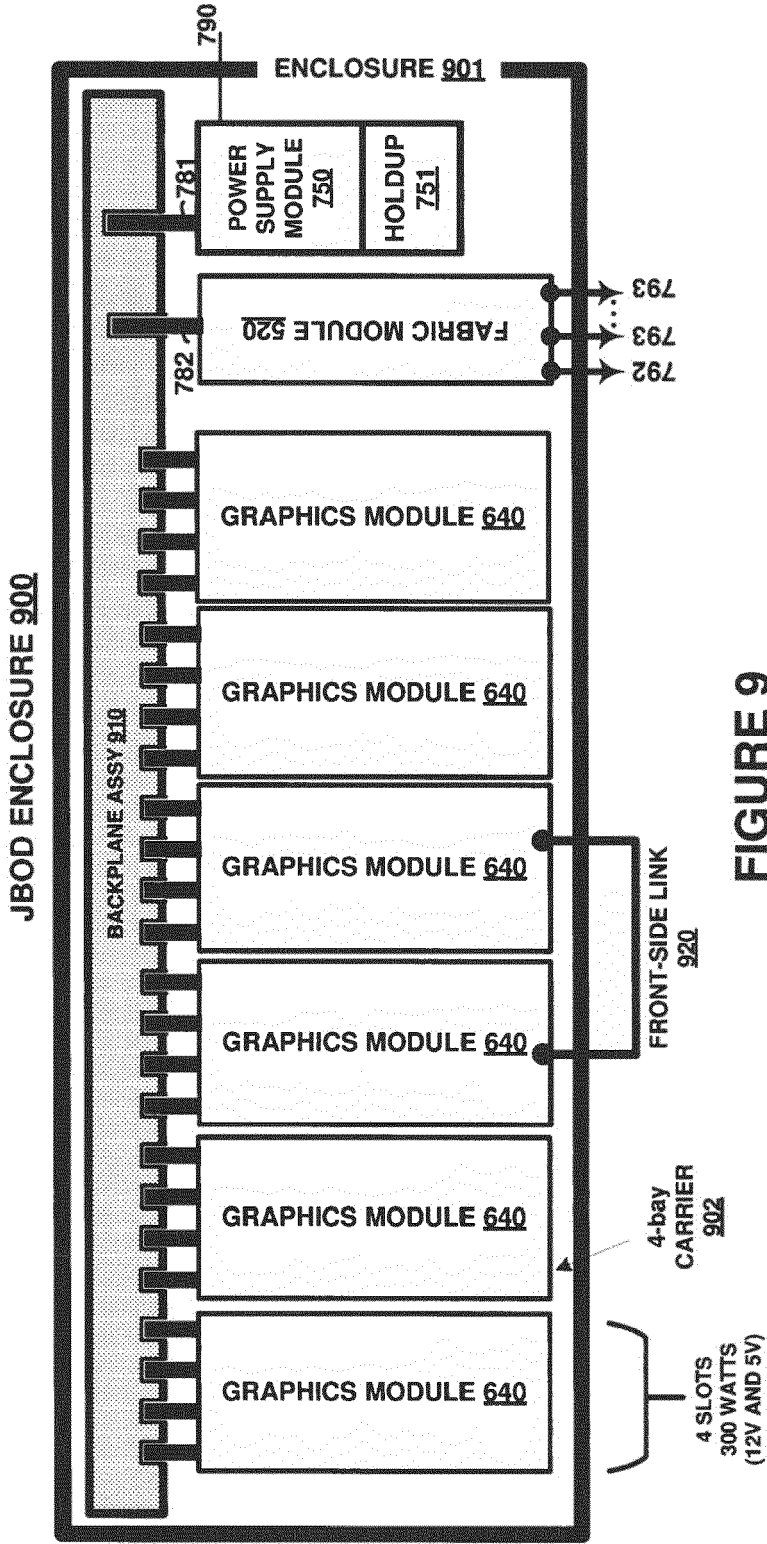 JBOD ENCLOSURE 900
BACKPLANE ASSY 910
ENCLOSURE 901
790
781
POWER
SUPPLY
MODULE
750
HOLDUP
751
782
FABRIC MODULE 520
792
793
...
793
GRAPHICS MODULE 640
GRAPHICS MODULE 640
GRAPHICS MODULE 640
GRAPHICS MODULE 640
GRAPHICS MODULE 640
GRAPHICS MODULE 640
4 SLOTS
300 WATTS
(12V AND 5V)
4-bay
CARRIER
902
FRONT-SIDE LINK
920
FIGURE 9